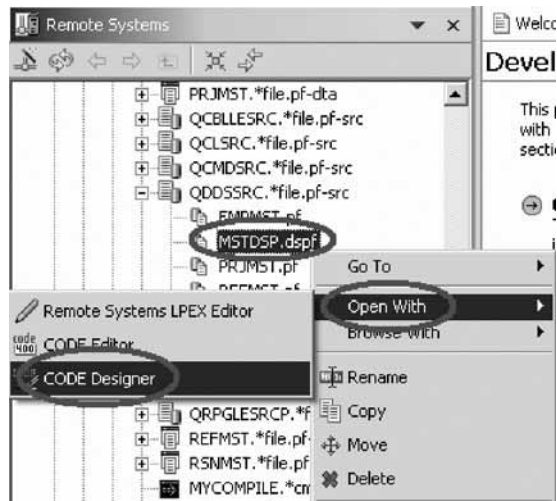 Remote Systems
Welco
Devel
PRJMST.*file.pf-dta
QCBLLESRC.*file.pf-src
QCLSRC.*file.pf-src
QCMDSRC.*file.pf-src
QDDSSRC.*file.pf-src
EMPMST.pf
MSTDSP.dspf
PRJMST.pf
This p
with
secti
Go To
Open With
Browse With
Rename
Copy
Move
Delete
Remote Systems LPEX Editor
code
400
CODE Editor
CODE Designer
QRPGLESRCP.*f
REFMST.*file.pf-
RSNMST.*file.pf
MYCOMPILE.*cm